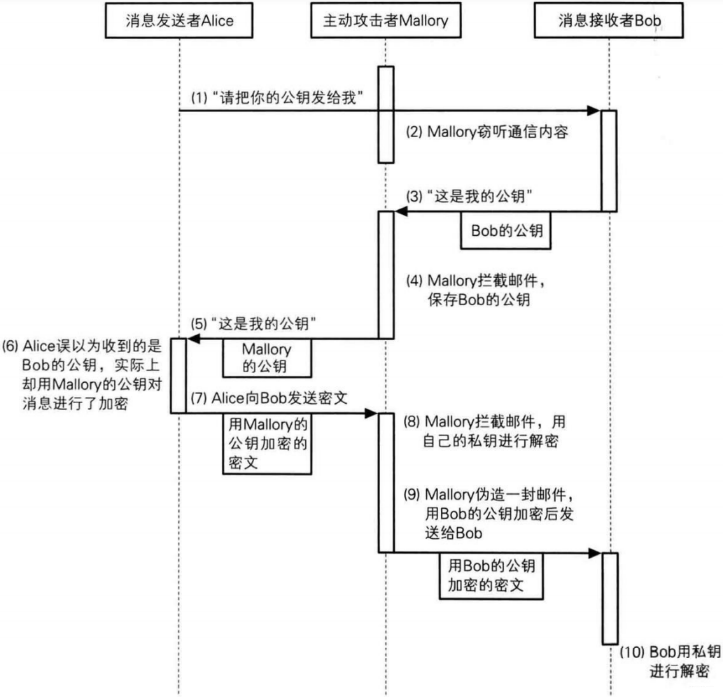 消息发送者Alice
主动攻击者Mallory
消息接收者Bob
(1) “请把你的公钥发给我”
(2) Mallory窃听通信内容
(3) “这是我的公钥”
Bob的公钥
(4) Mallory拦截邮件，
保存Bob的公钥
(5) “这是我的公钥”
Mallory
的公钥
(6) Alice误以为收到的是
Bob的公钥，实际上
却用Mallory的公钥对
消息进行了加密
(7) Alice向Bob发送密文
用Mallory的
公钥加密的
密文
(8) Mallory拦截邮件，用
自己的私钥进行解密
(9) Mallory伪造一封邮件，
用Bob的公钥加密后发
送给Bob
用Bob的公钥
加密的密文
(10) Bob用私钥
进行解密